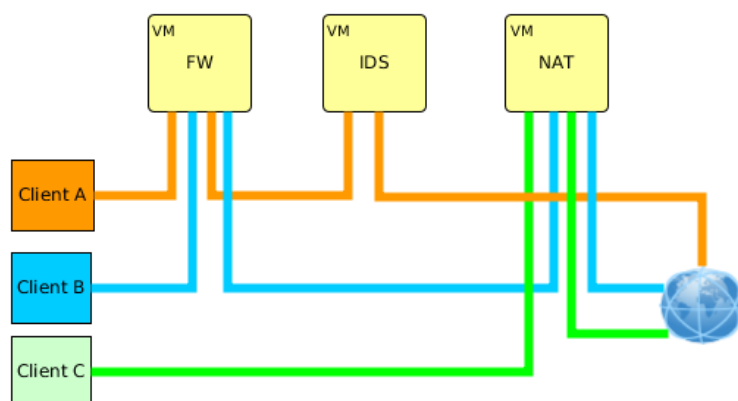 VM
FW
VM
IDS
VM
NAT
Client A
Client B
Client C